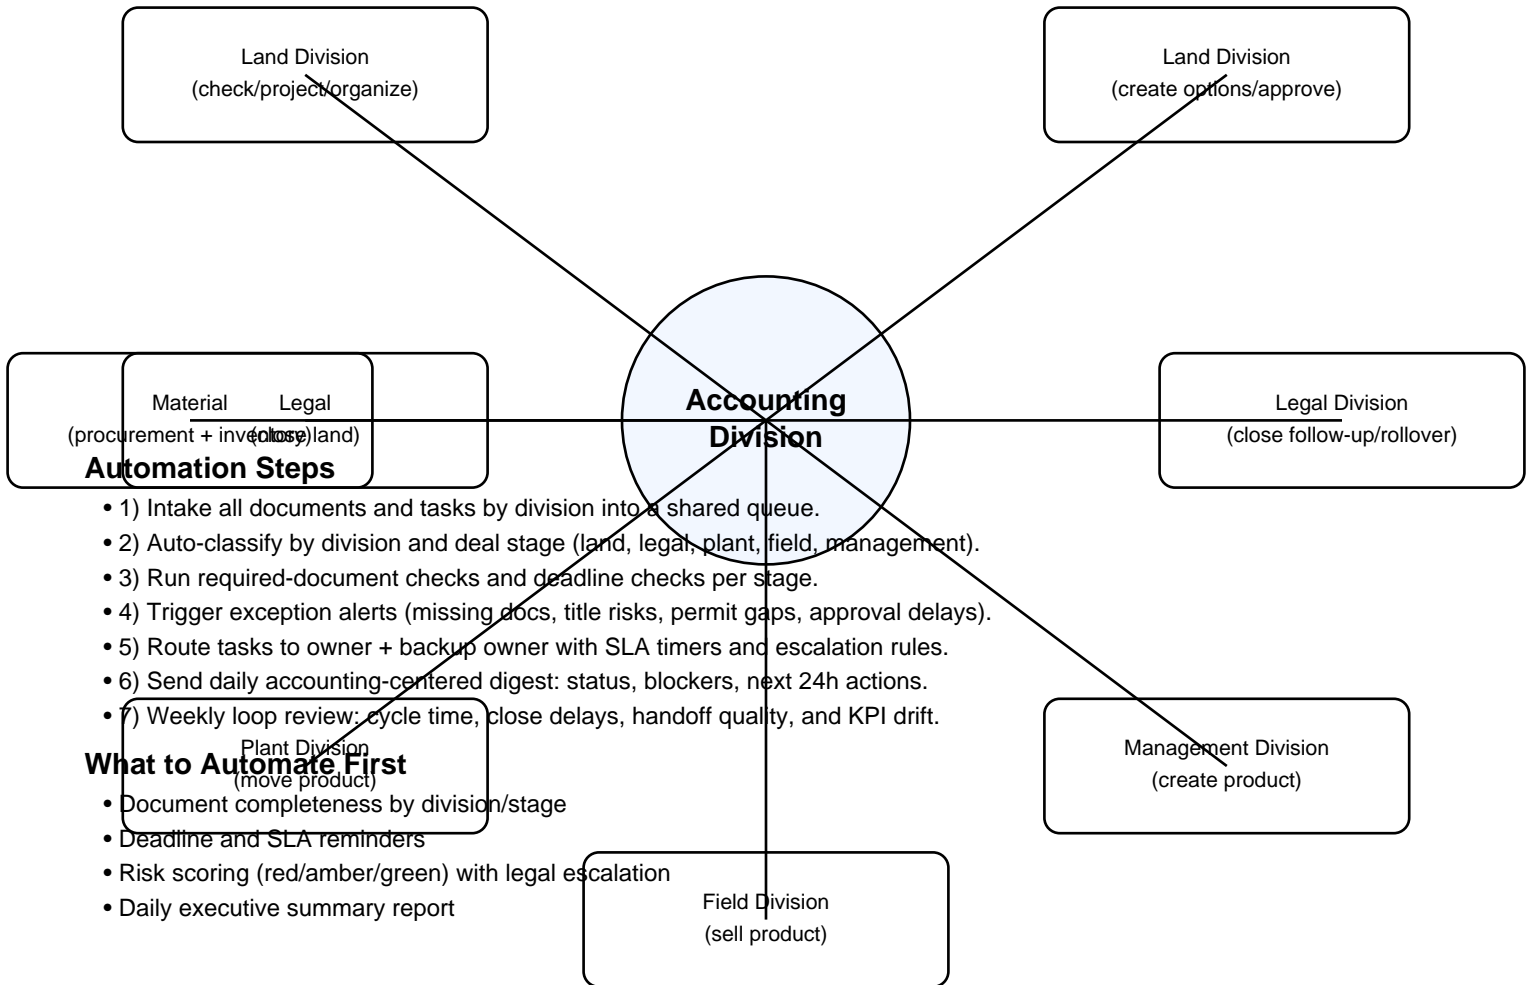 Land Division
(check/project/organize)
Land Division
(create options/approve)
Accounting
Division
Material
(procurement + inventory)
Legal
(close land)
Legal Division
(close follow-up/rollover)
Automation Steps
• 1) Intake all documents and tasks by division into a shared queue.
• 2) Auto-classify by division and deal stage (land, legal, plant, field, management).
• 3) Run required-document checks and deadline checks per stage.
• 4) Trigger exception alerts (missing docs, title risks, permit gaps, approval delays).
• 5) Route tasks to owner + backup owner with SLA timers and escalation rules.
• 6) Send daily accounting-centered digest: status, blockers, next 24h actions.
• 7) Weekly loop review: cycle time, close delays, handoff quality, and KPI drift.
Plant Division
(move product)
Management Division
(create product)
What to Automate First
• Document completeness by division/stage
• Deadline and SLA reminders
• Risk scoring (red/amber/green) with legal escalation
• Daily executive summary report
Field Division
(sell product)